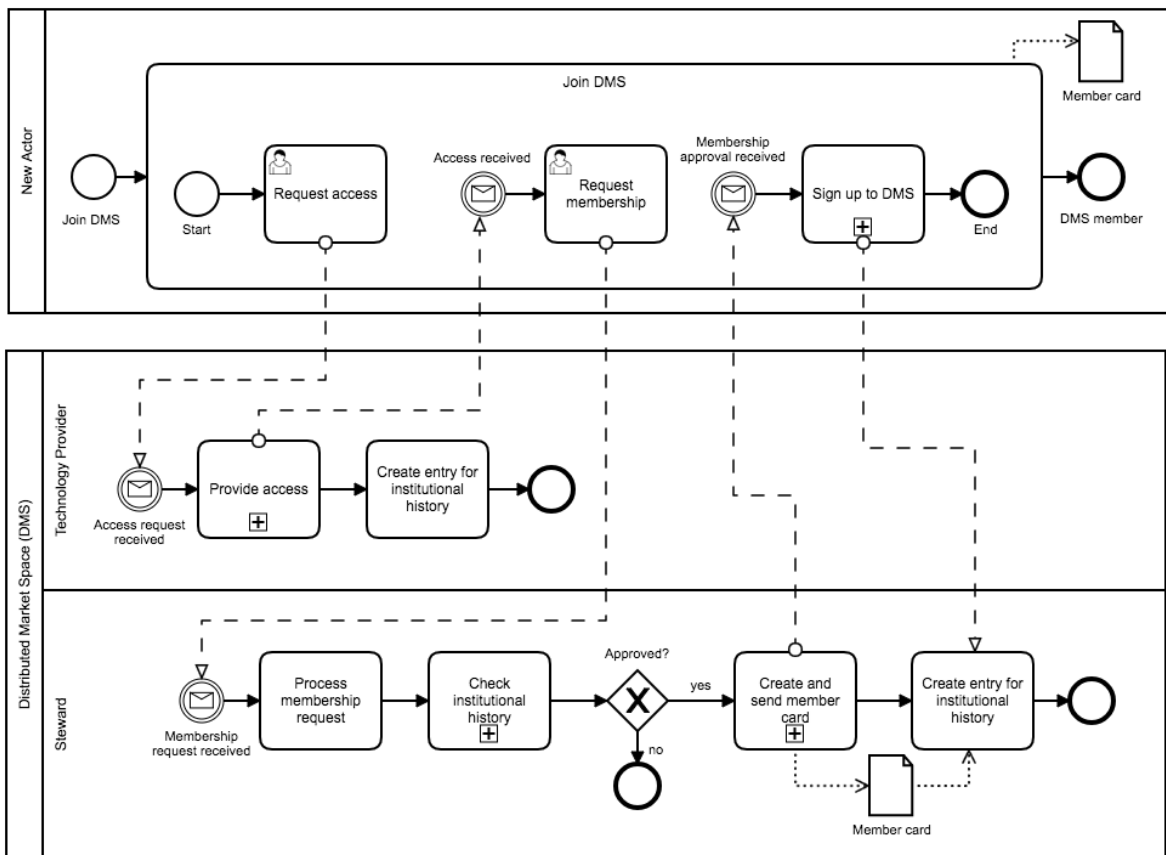 New Actor
Join DMS
Member card
Join DMS
Start
Request access
Access received
Request
membership
Membership
approval received
Sign up to DMS
End
DMS member
Distributed Market Space (DMS)
Technology Provider
Access request
received
Provide access
Create entry for
institutional
history
Steward
Membership
request received
Process
membership
request
Check
institutional
history
Approved?
yes
no
Create and
send member
card
Create entry for
institutional
history
Member card